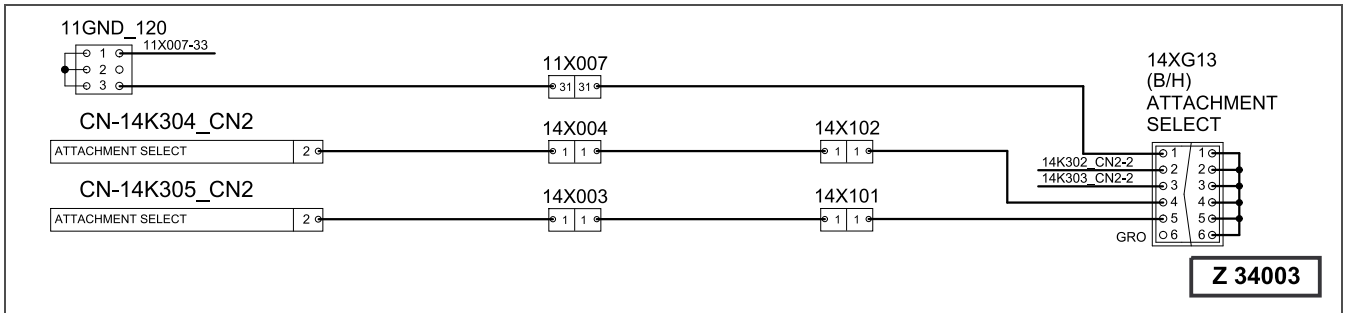 11GND_120
1 11X007-33
2
3
11X007
31 31
14XG13
(B/H)
ATTACHMENT
SELECT
CN-14K304_CN2
ATTACHMENT SELECT 2
14X004
1 1
14X102
1 1
CN-14K305_CN2
ATTACHMENT SELECT 2
14X003
1 1
14X101
1 1
1 1
14K302_CN2-2 2 2
14K303_CN2-2 3 3
4 4
5 5
GRO 6 6
Z 34003